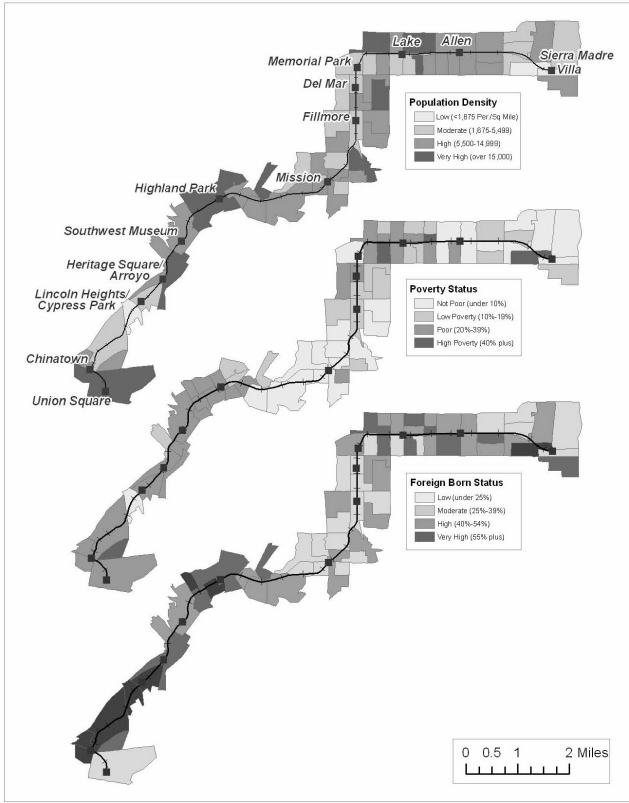 Lake
Allen
Sierra Madre
Villa
Memorial Park
Del Mar
Fillmore
Population Density
Low (<1,675 Per./Sq Mile)
Moderate (1,675-5,499)
High (5,500-14,999)
Very High (over 15,000)
Mission
Highland Park
Southwest Museum
Heritage Square/
Arroyo
Lincoln Heights/
Cypress Park
Chinatown
Union Square
Poverty Status
Not Poor (under 10%)
Low Poverty (10%-19%)
Poor (20%-39%)
High Poverty (40% plus)
Foreign Born Status
Low (under 25%)
Moderate (25%-39%)
High (40%-54%)
Very High (55% plus)
0 0.5 1 2 Miles